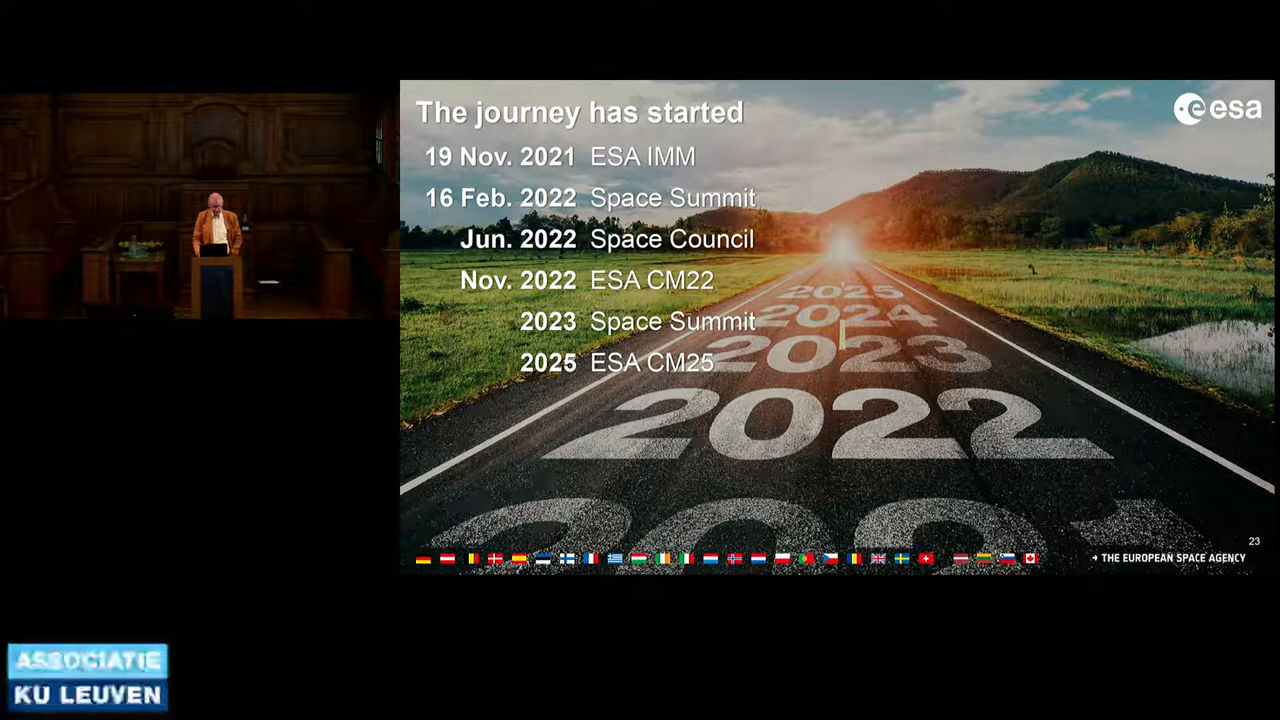 The journey has started
esa
19 Nov. 2021 ESA IMM
16 Feb. 2022 Space Summit
Jun. 2022 Space Council
Nov. 2022 ESA CM22
2023 Space Summit
2025 ESA CM25
2025
2024
2023
2022
2021
23
→ THE EUROPEAN SPACE AGENCY
ASSOCIATIE
KU LEUVEN